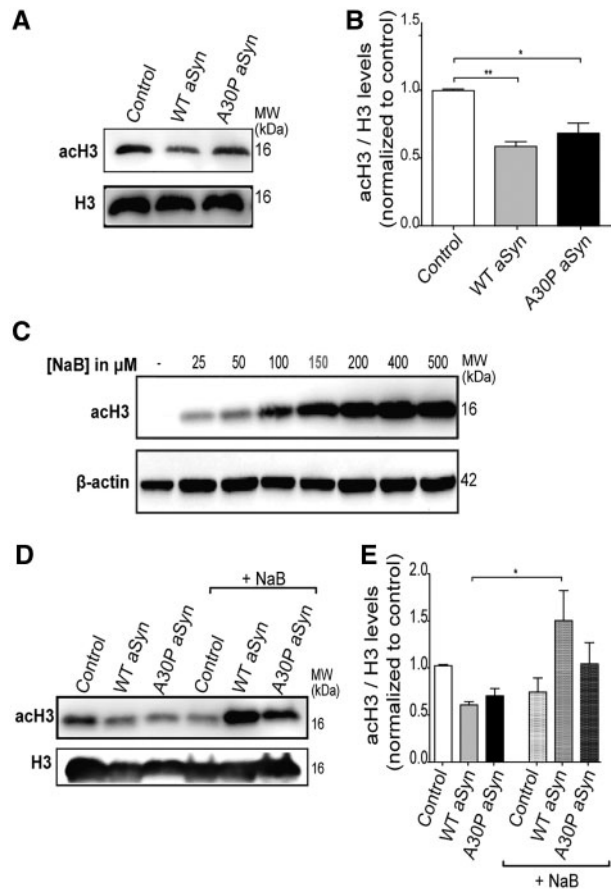 A
Control
WT aSyn
A30P aSyn
MW
(kDa)
acH3
16
H3
16
B
acH3 / H3 levels
(normalized to control)
1.0
0.5
0.0
*
**
Control
WT aSyn
A30P aSyn
C
[NaB] in µM - 25 50 100 150 200 400 500 MW
(kDa)
acH3
16
β-actin
42
D
+ NaB
Control
WT aSyn
A30P aSyn
Control
WT aSyn
A30P aSyn
MW
(kDa)
acH3
16
H3
16
E
acH3 / H3 levels
(normalized to control)
2.0
1.5
1.0
0.5
0.0
*
Control
WT aSyn
A30P aSyn
Control
WT aSyn
A30P aSyn
+ NaB